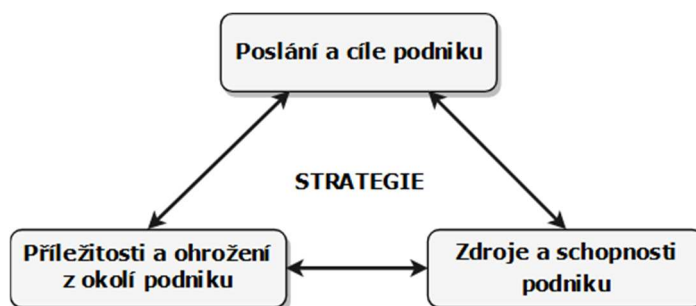 Poslání a cíle podniku
STRATEGIE
Příležitosti a ohrožení
z okolí podniku
Zdroje a schopnosti
podniku